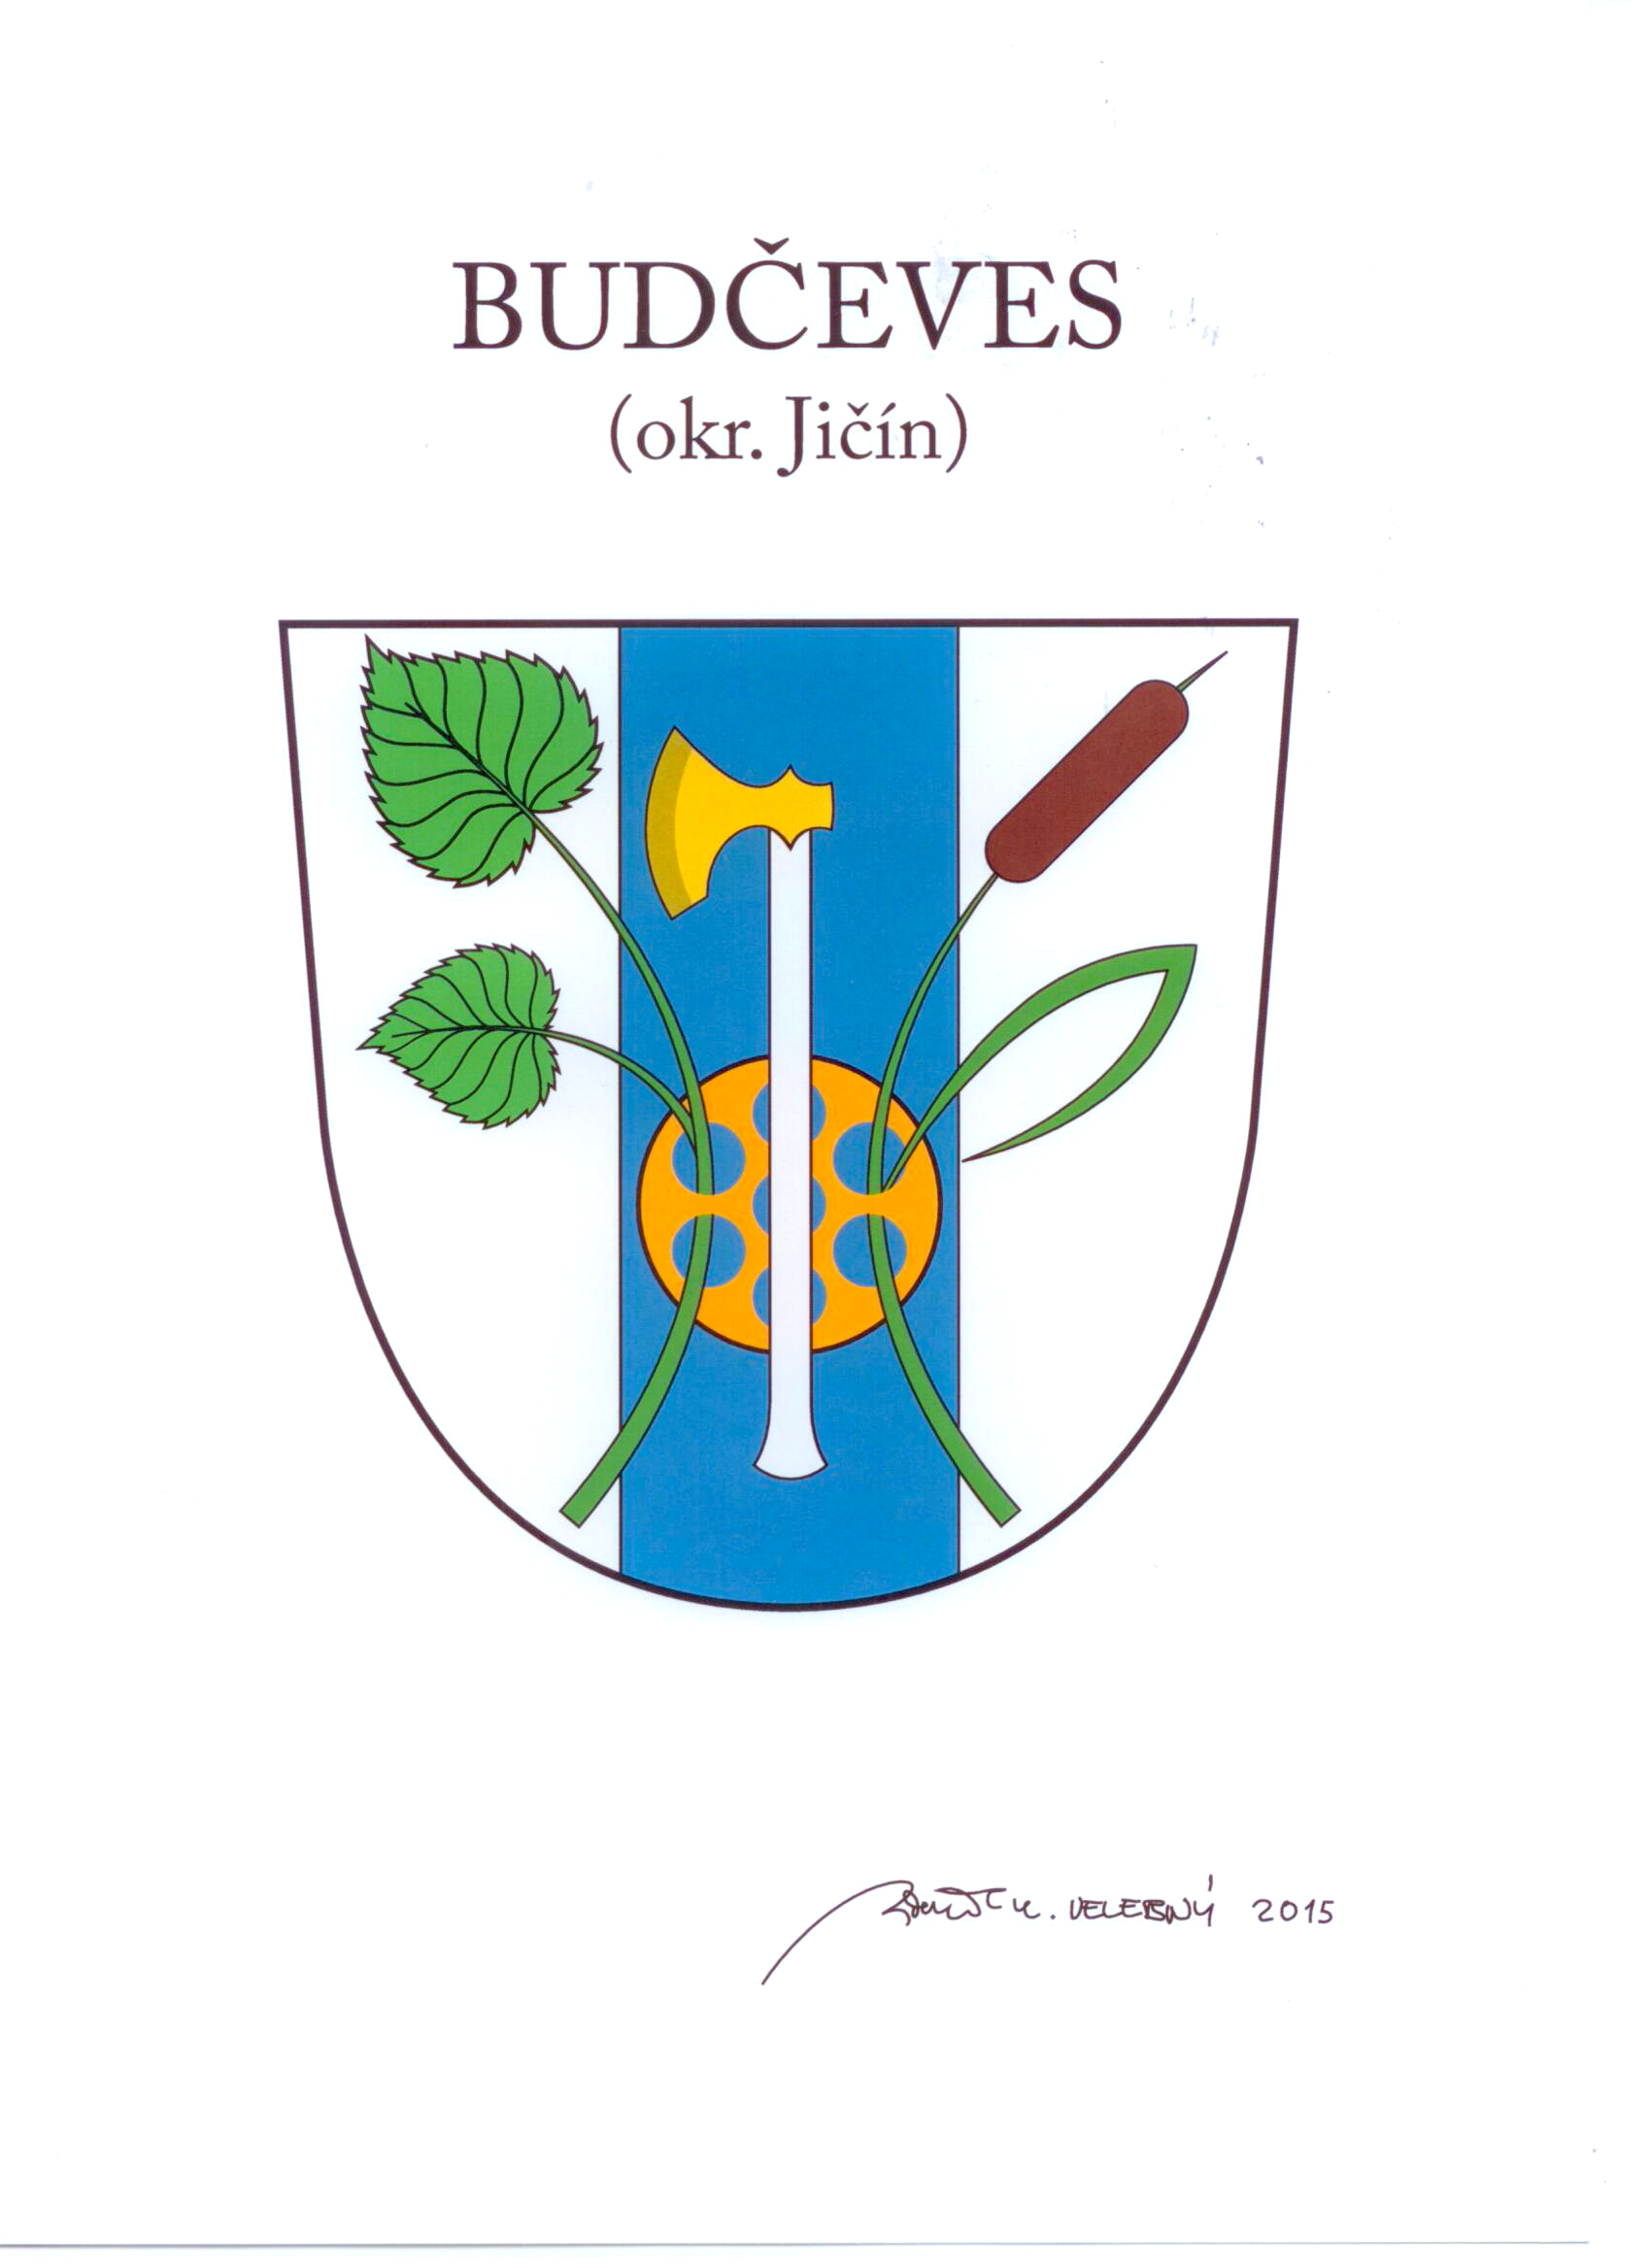 BUDČEVES
(okr. Jičín)
VELEBNÝ 2015